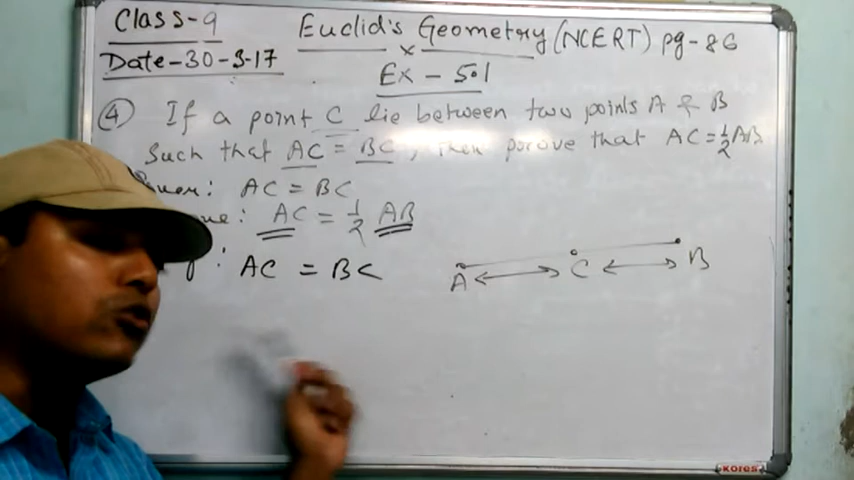 Class-9
Euclid's Geometry (NCERT) pg-86
Date-30-3-17
x
Ex - 5.1
④ If a point C lie between two points A & B
Such that AC = BC, then porove that AC = 1/2 AB
AC = BC
AC = 1/2 AB
: AC = BC
A C B
kores